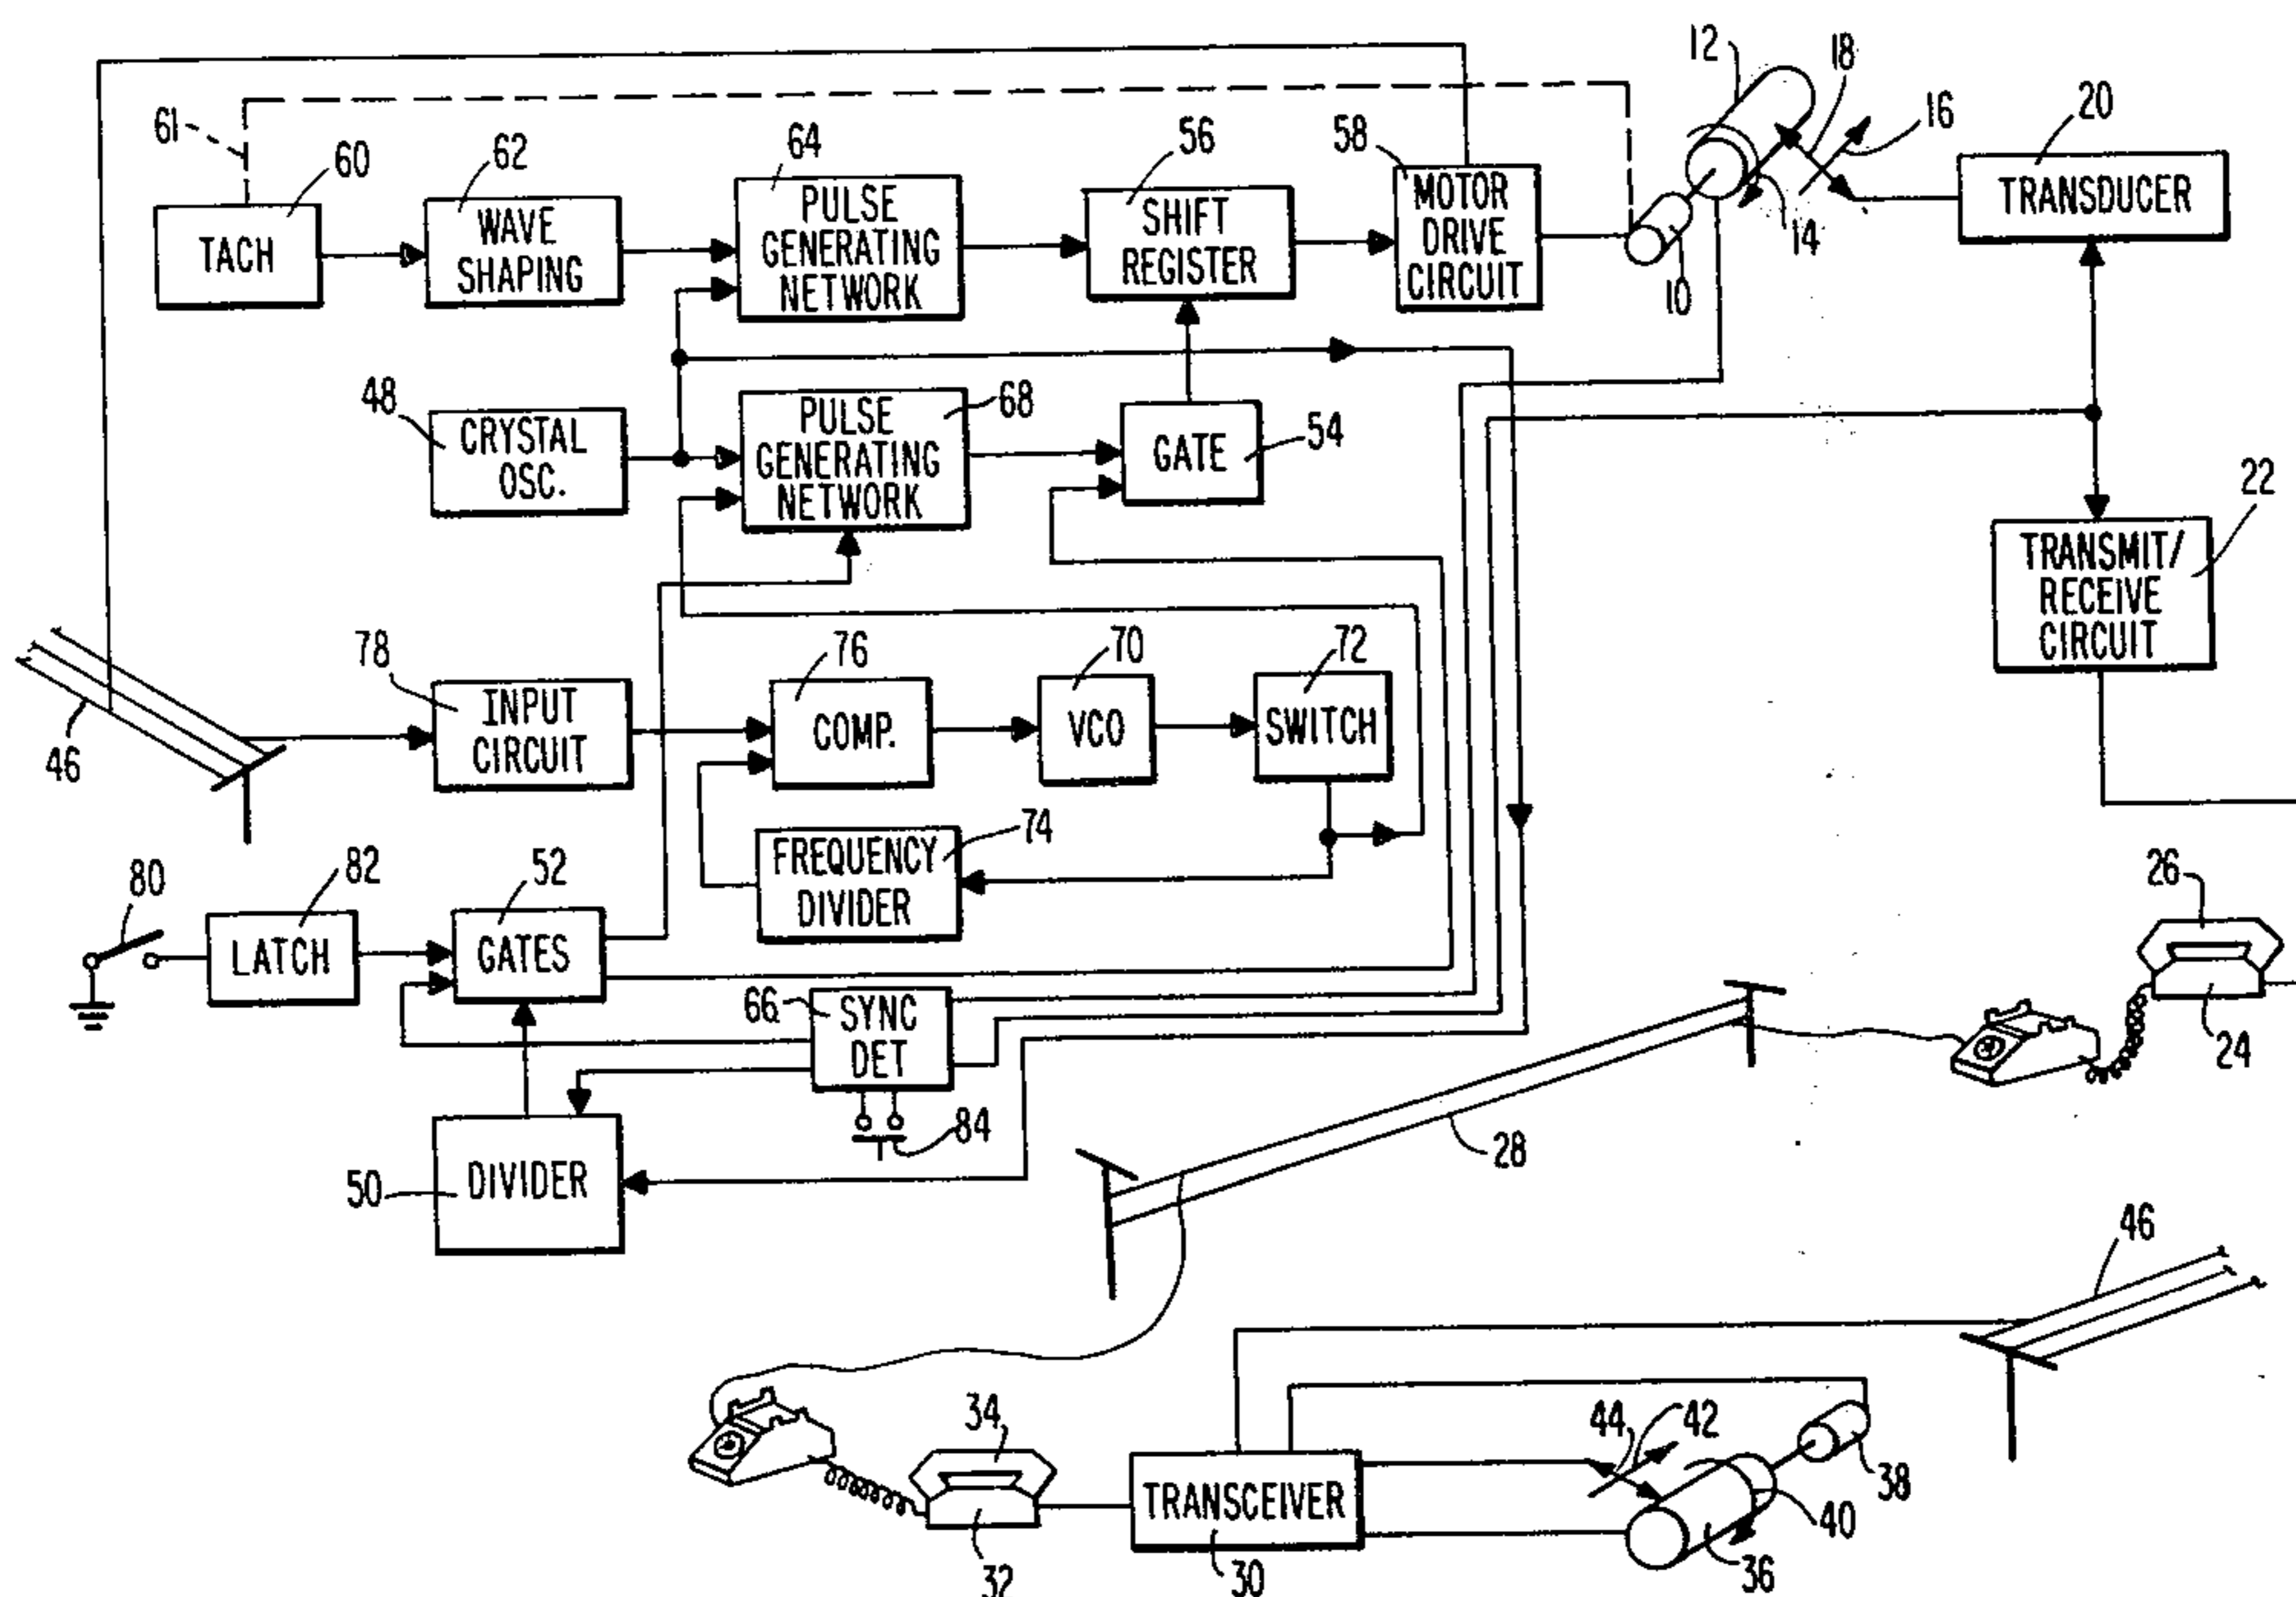 12
18
16
20
TRANSDUCER
61
60
TACH
62
WAVE
SHAPING
64
PULSE
GENERATING
NETWORK
56
SHIFT
REGISTER
58
MOTOR
DRIVE
CIRCUIT
14
10
48
CRYSTAL
OSC.
PULSE
GENERATING
NETWORK
68
GATE
54
22
TRANSMIT/
RECEIVE
CIRCUIT
46
78
INPUT
CIRCUIT
76
COMP.
70
VCO
72
SWITCH
74
FREQUENCY
DIVIDER
80
82
LATCH
52
GATES
66
SYNC
DET
84
50
DIVIDER
26
24
28
46
34
32
TRANSCEIVER
30
44
42
38
40
36